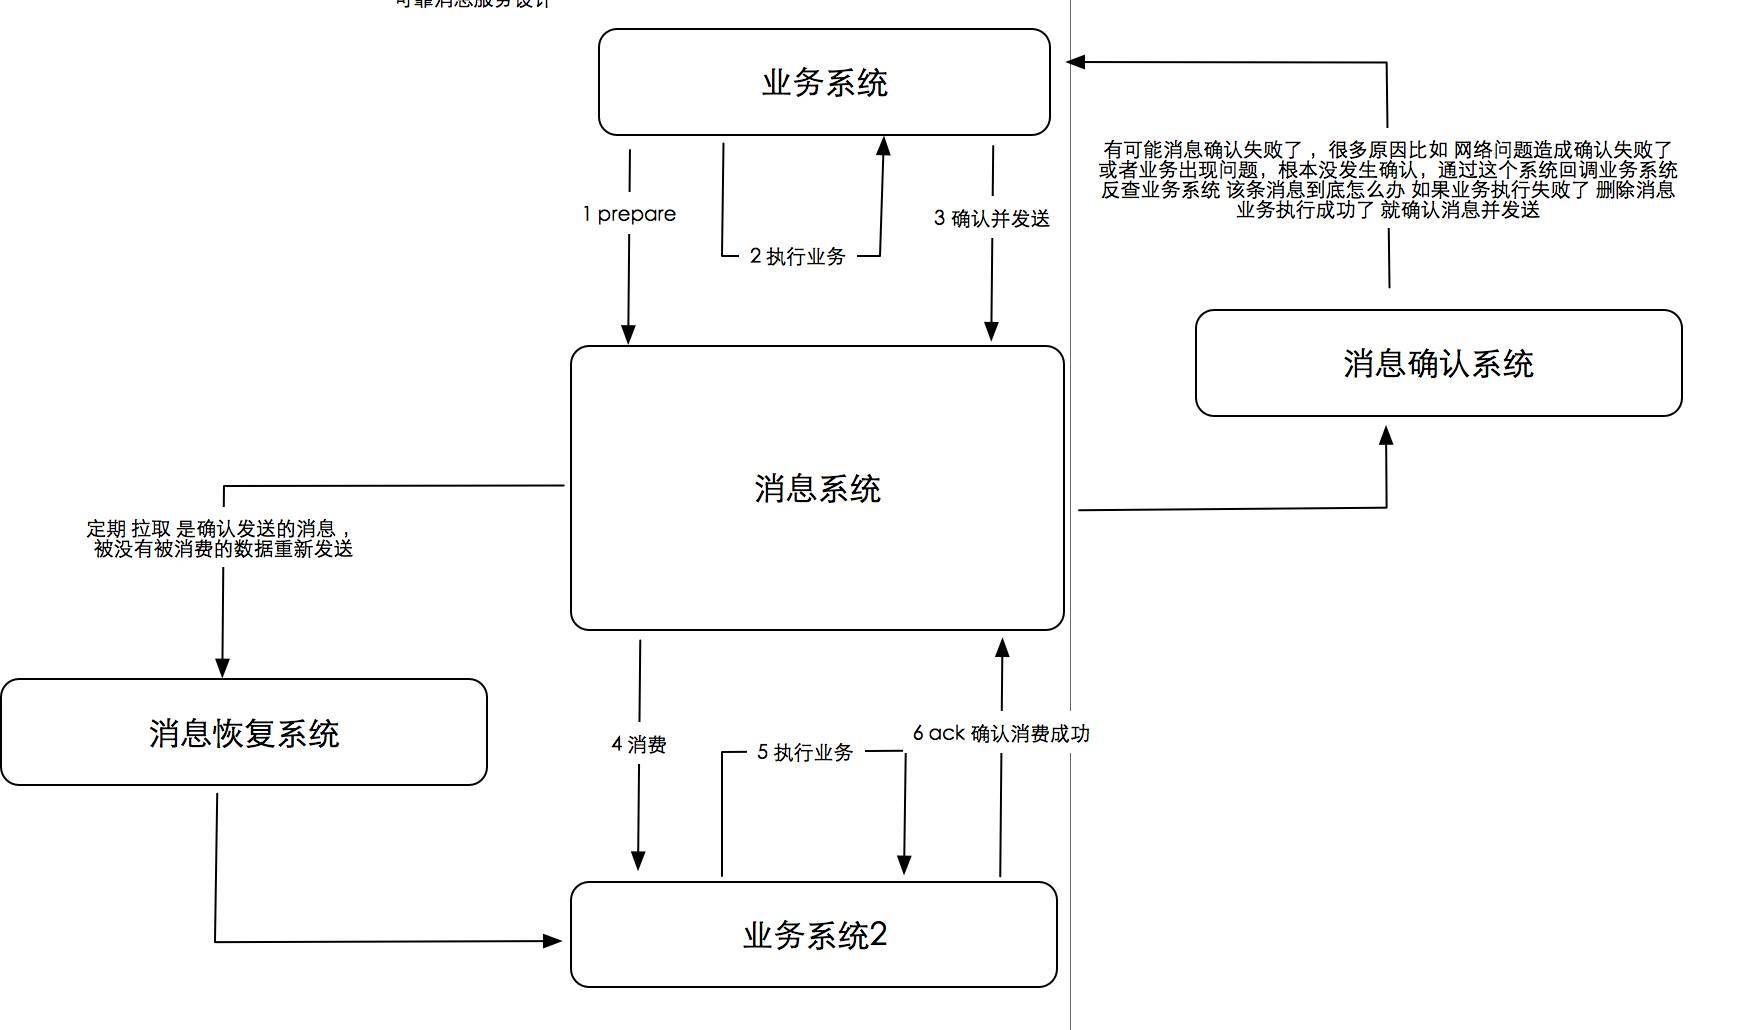 可靠消息服务设计
业务系统
有可能消息确认失败了，很多原因比如 网络问题造成确认失败了
或者业务出现问题，根本没发生确认，通过这个系统回调业务系统
反查业务系统 该条消息到底怎么办 如果业务执行失败了 删除消息
业务执行成功了 就确认消息并发送
1 prepare
3 确认并发送
2 执行业务
消息确认系统
消息系统
定期 拉取 是确认发送的消息，
被没有被消费的数据重新发送
消息恢复系统
4 消费
5 执行业务
6 ack 确认消费成功
业务系统2